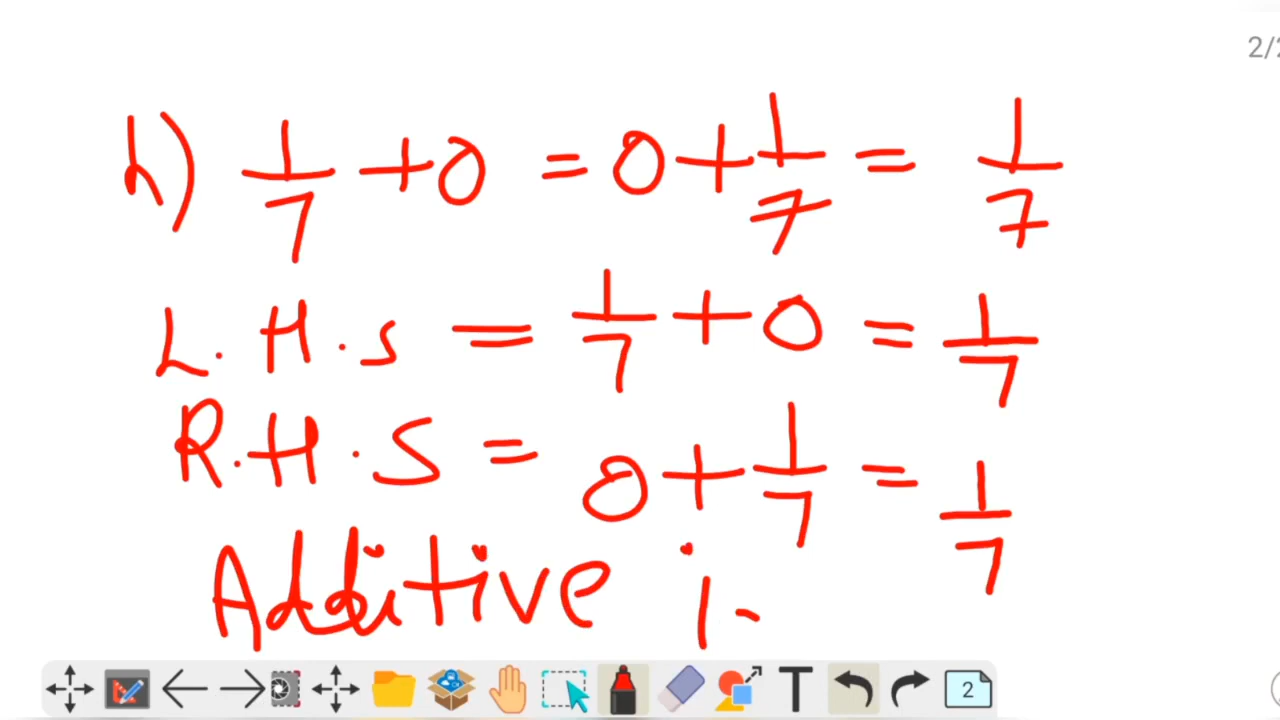 2/2
h) 1/7 + 0 = 0 + 1/7 = 1/7
L.H.S = 1/7 + 0 = 1/7
R.H.S = 0 + 1/7 = 1/7
Additive i
T
2